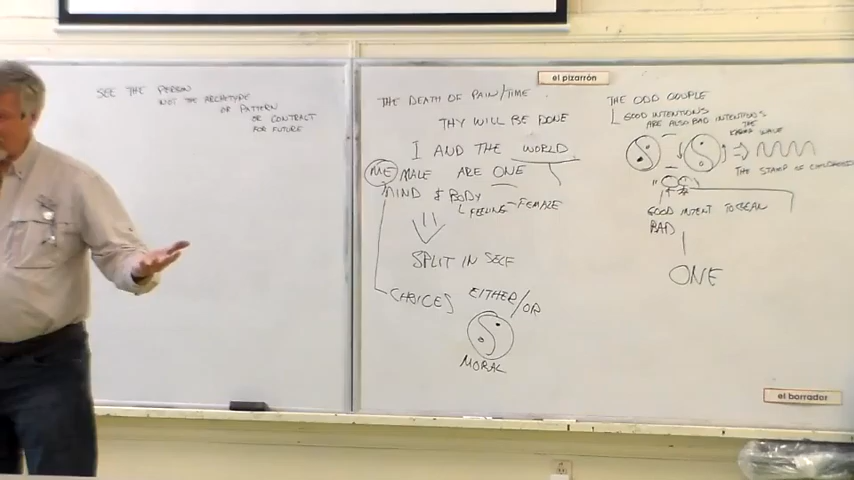 SEE THE PERSON
NOT THE ARCHETYPE
OR PATTERN
OR CONTRACT
FOR FUTURE
el pizarrón
THE DEATH OF PAIN/TIME
THY WILL BE DONE
I AND THE WORLD
ME MALE ARE ONE
MIND & BODY
FEELING - FEMALE
SPLIT IN SELF
CHOICES EITHER/OR
MORAL
THE ODD COUPLE
GOOD INTENTIONS
ARE ALSO BAD INTENTIONS
THE
WAVE
THE STAMP OF
GOOD INTENT TO
BAD
ONE
el borrador